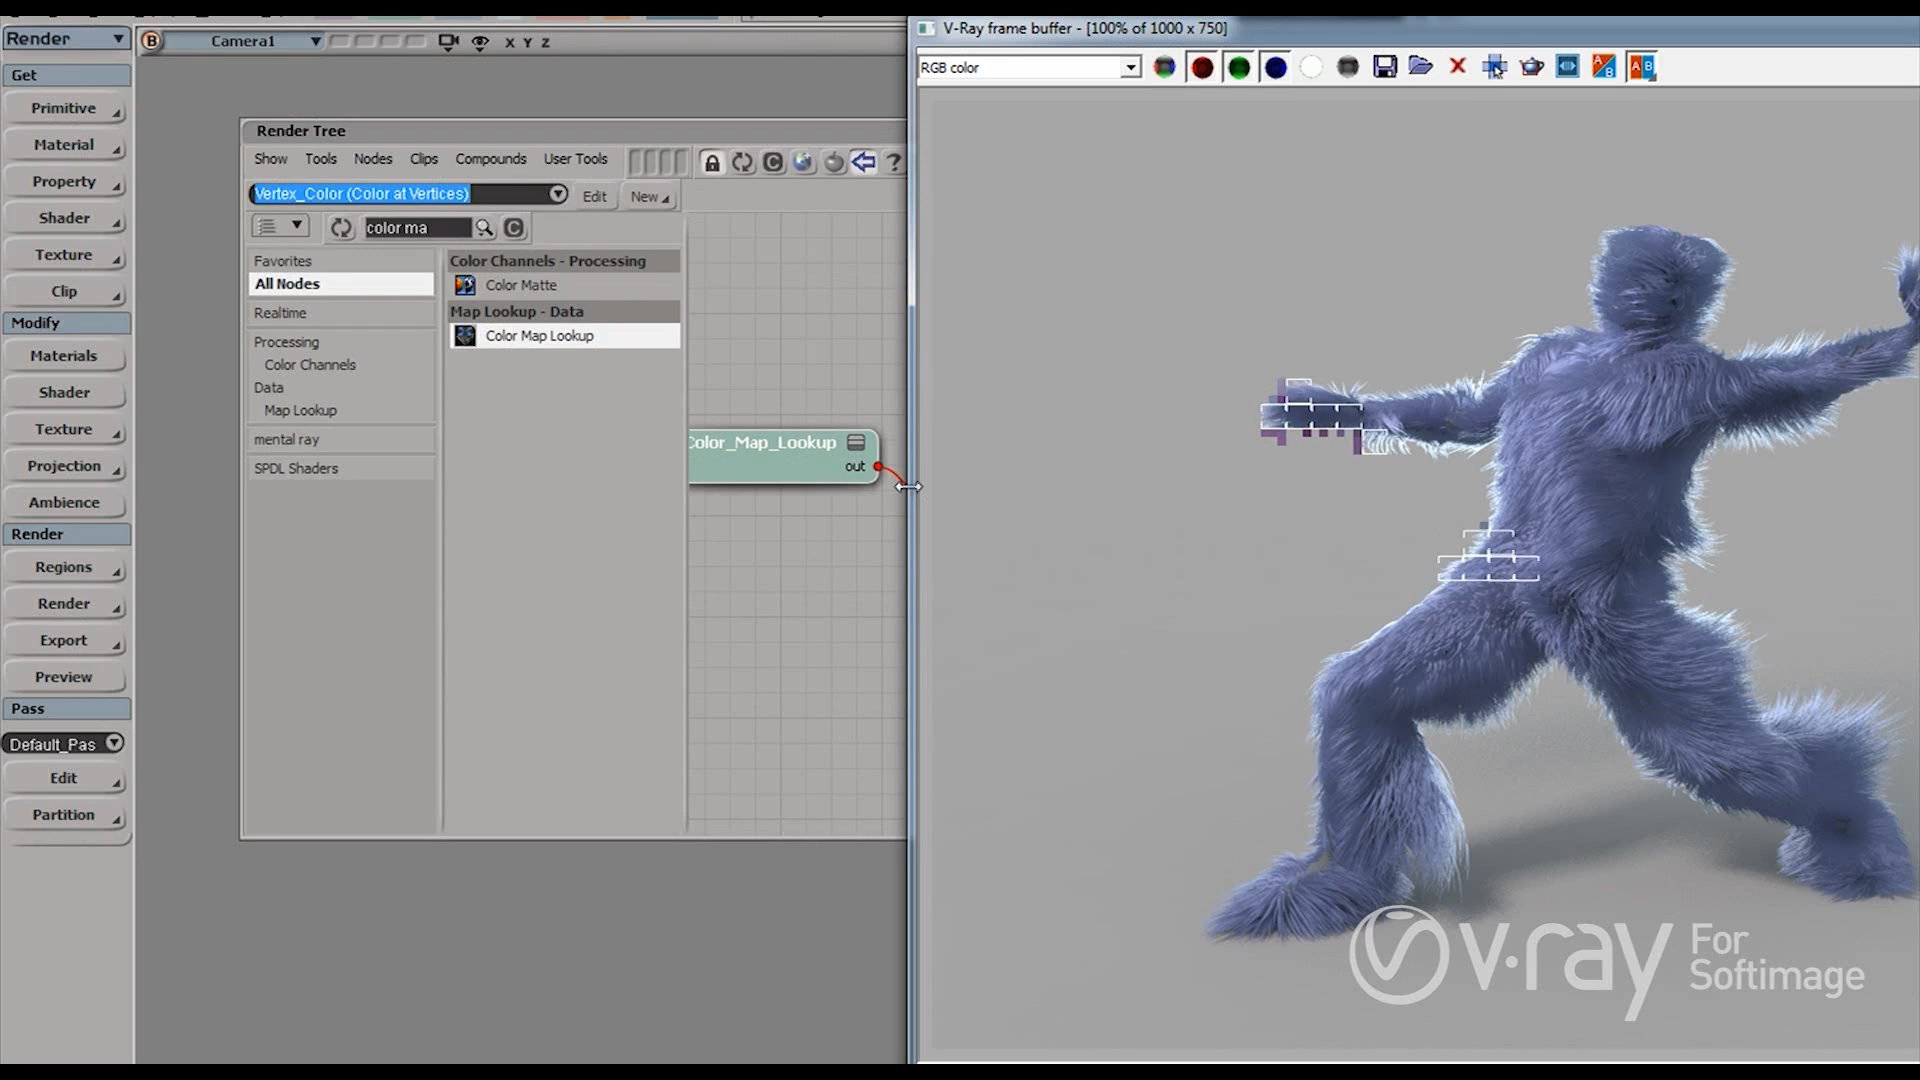 Render
Get
Primitive
Material
Property
Shader
Texture
Clip
Modify
Materials
Shader
Texture
Projection
Ambience
Render
Regions
Render
Export
Preview
Pass
Default_Pas
Edit
Partition
B Camera1 X Y Z
Render Tree
Show Tools Nodes Clips Compounds User Tools
C ?
Vertex_Color (Color at Vertices) Edit New
color ma C
Favorites
All Nodes
Realtime
Processing
Color Channels
Data
Map Lookup
mental ray
SPDL Shaders
Color Channels - Processing
Color Matte
Map Lookup - Data
Color Map Lookup
Color_Map_Lookup
out
V-Ray frame buffer - [100% of 1000 x 750]
RGB color
A B
A B
v·ray For
Softimage